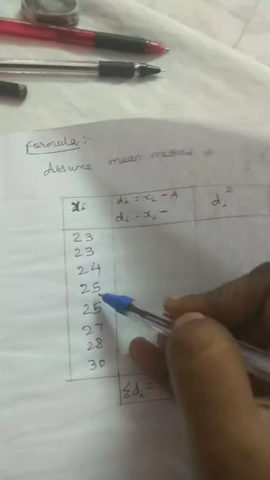 Formula:-
Assume mean
xi di = xi - A di²
di = xi -
23
23
24
25
25
27
28
30
Σdi =